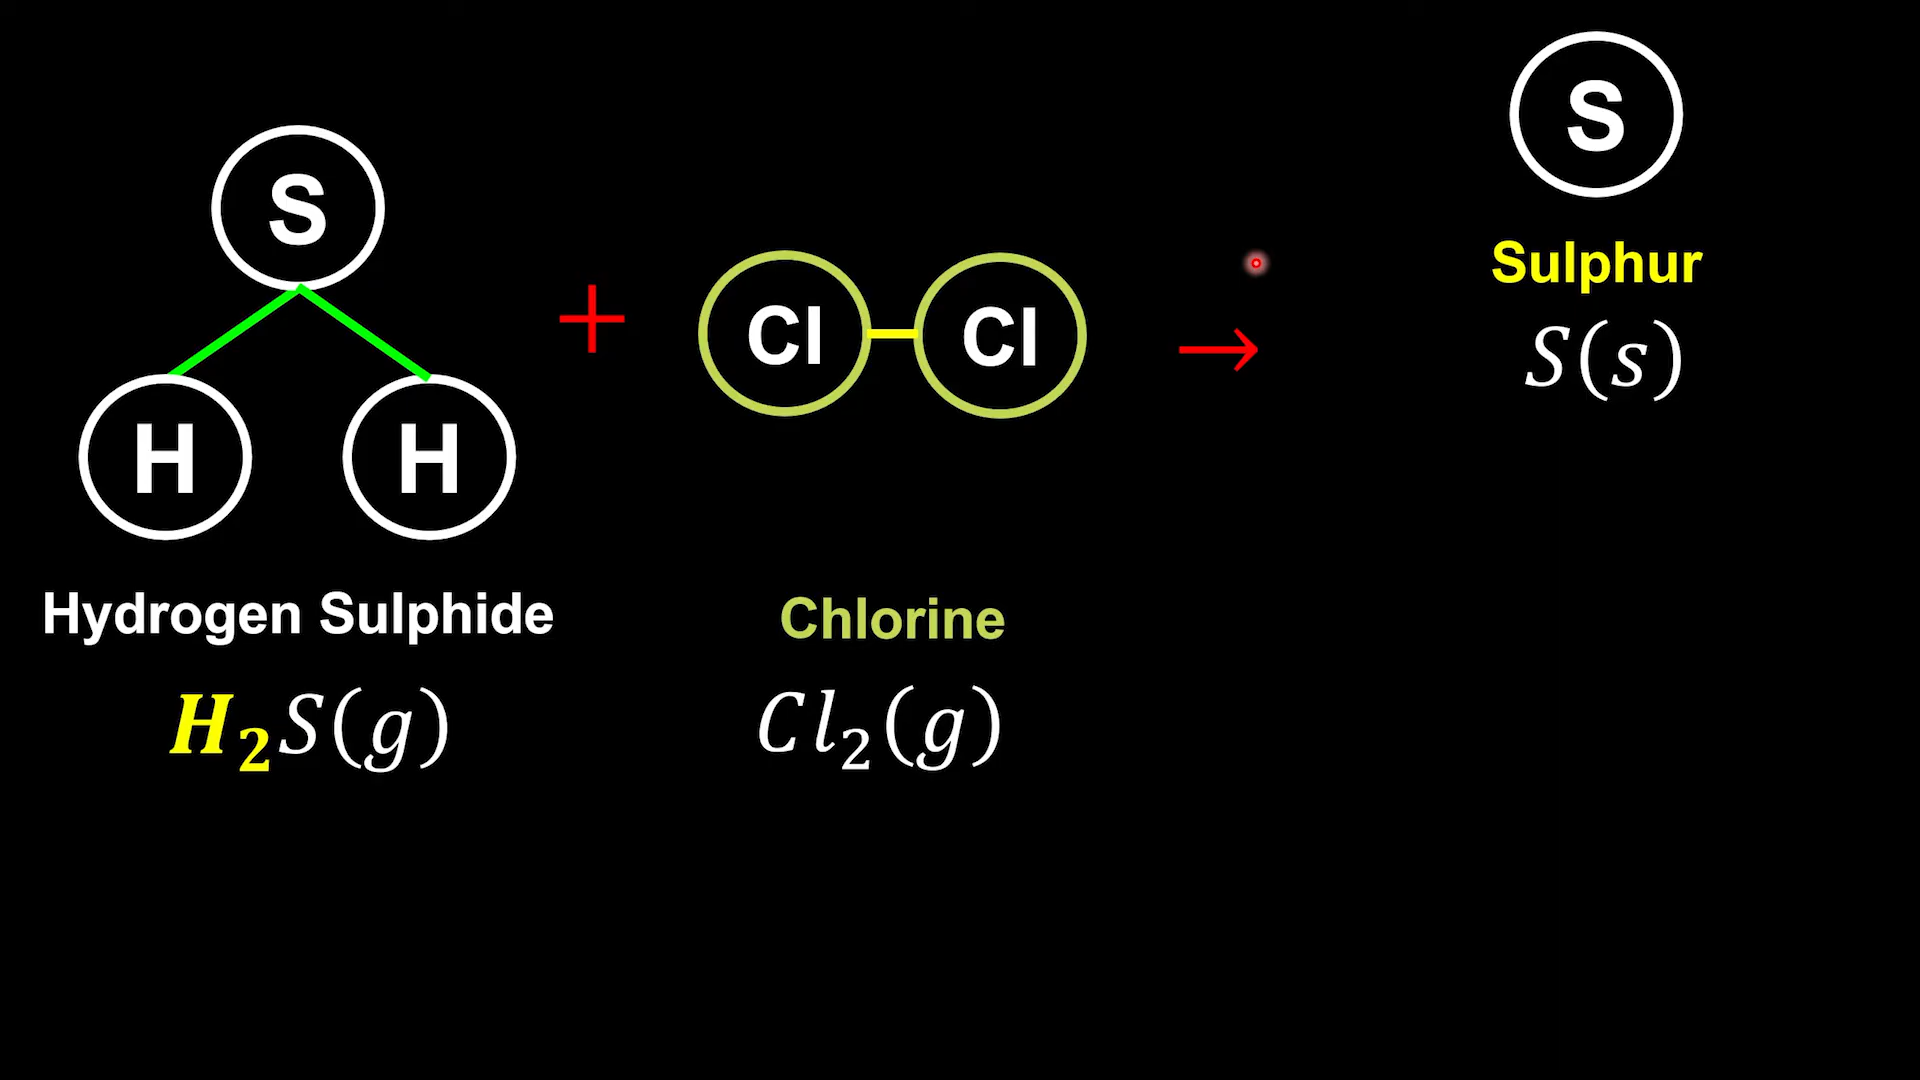 S
H H
+
Cl Cl
→
S
Hydrogen Sulphide
H₂S(g)
Chlorine
Cl₂(g)
Sulphur
S(s)